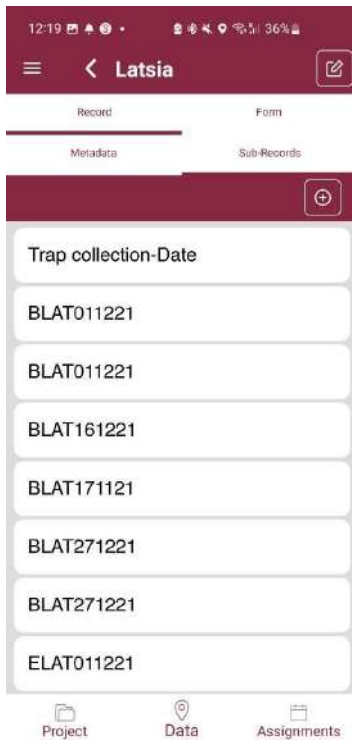 12:19 36%
Latsia
Record Form
Metadata Sub-Records
Trap collection-Date
BLAT011221
BLAT011221
BLAT161221
BLAT171121
BLAT271221
BLAT271221
ELAT011221
Project Data Assignments